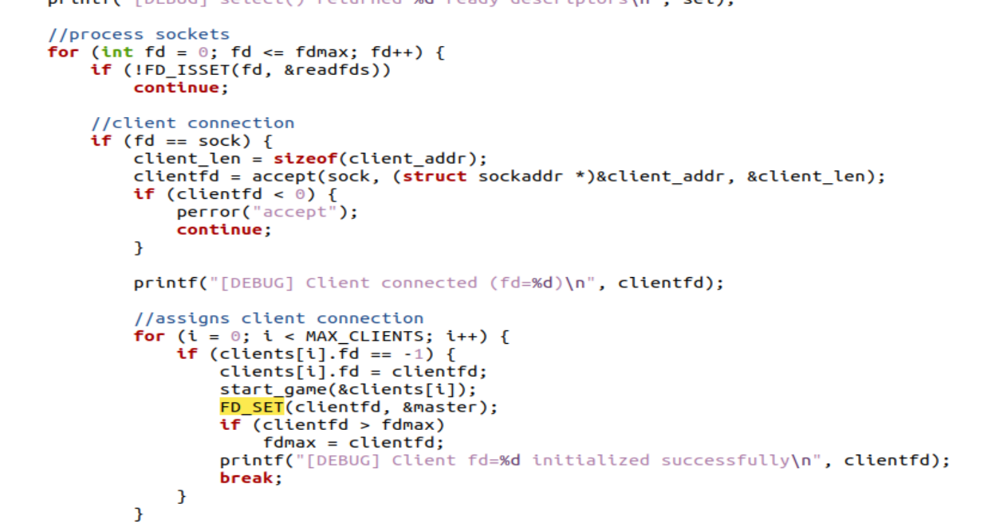 printf("[DEBUG] select() returned %d ready descriptors\n", sel);
//process sockets
for (int fd = 0; fd <= fdmax; fd++) {
if (!FD_ISSET(fd, &readfds))
continue;
//client connection
if (fd == sock) {
client_len = sizeof(client_addr);
clientfd = accept(sock, (struct sockaddr *)&client_addr, &client_len);
if (clientfd < 0) {
perror("accept");
continue;
}
printf("[DEBUG] Client connected (fd=%d)\n", clientfd);
//assigns client connection
for (i = 0; i < MAX_CLIENTS; i++) {
if (clients[i].fd == -1) {
clients[i].fd = clientfd;
start_game(&clients[i]);
FD_SET(clientfd, &master);
if (clientfd > fdmax)
fdmax = clientfd;
printf("[DEBUG] Client fd=%d initialized successfully\n", clientfd);
break;
}
}